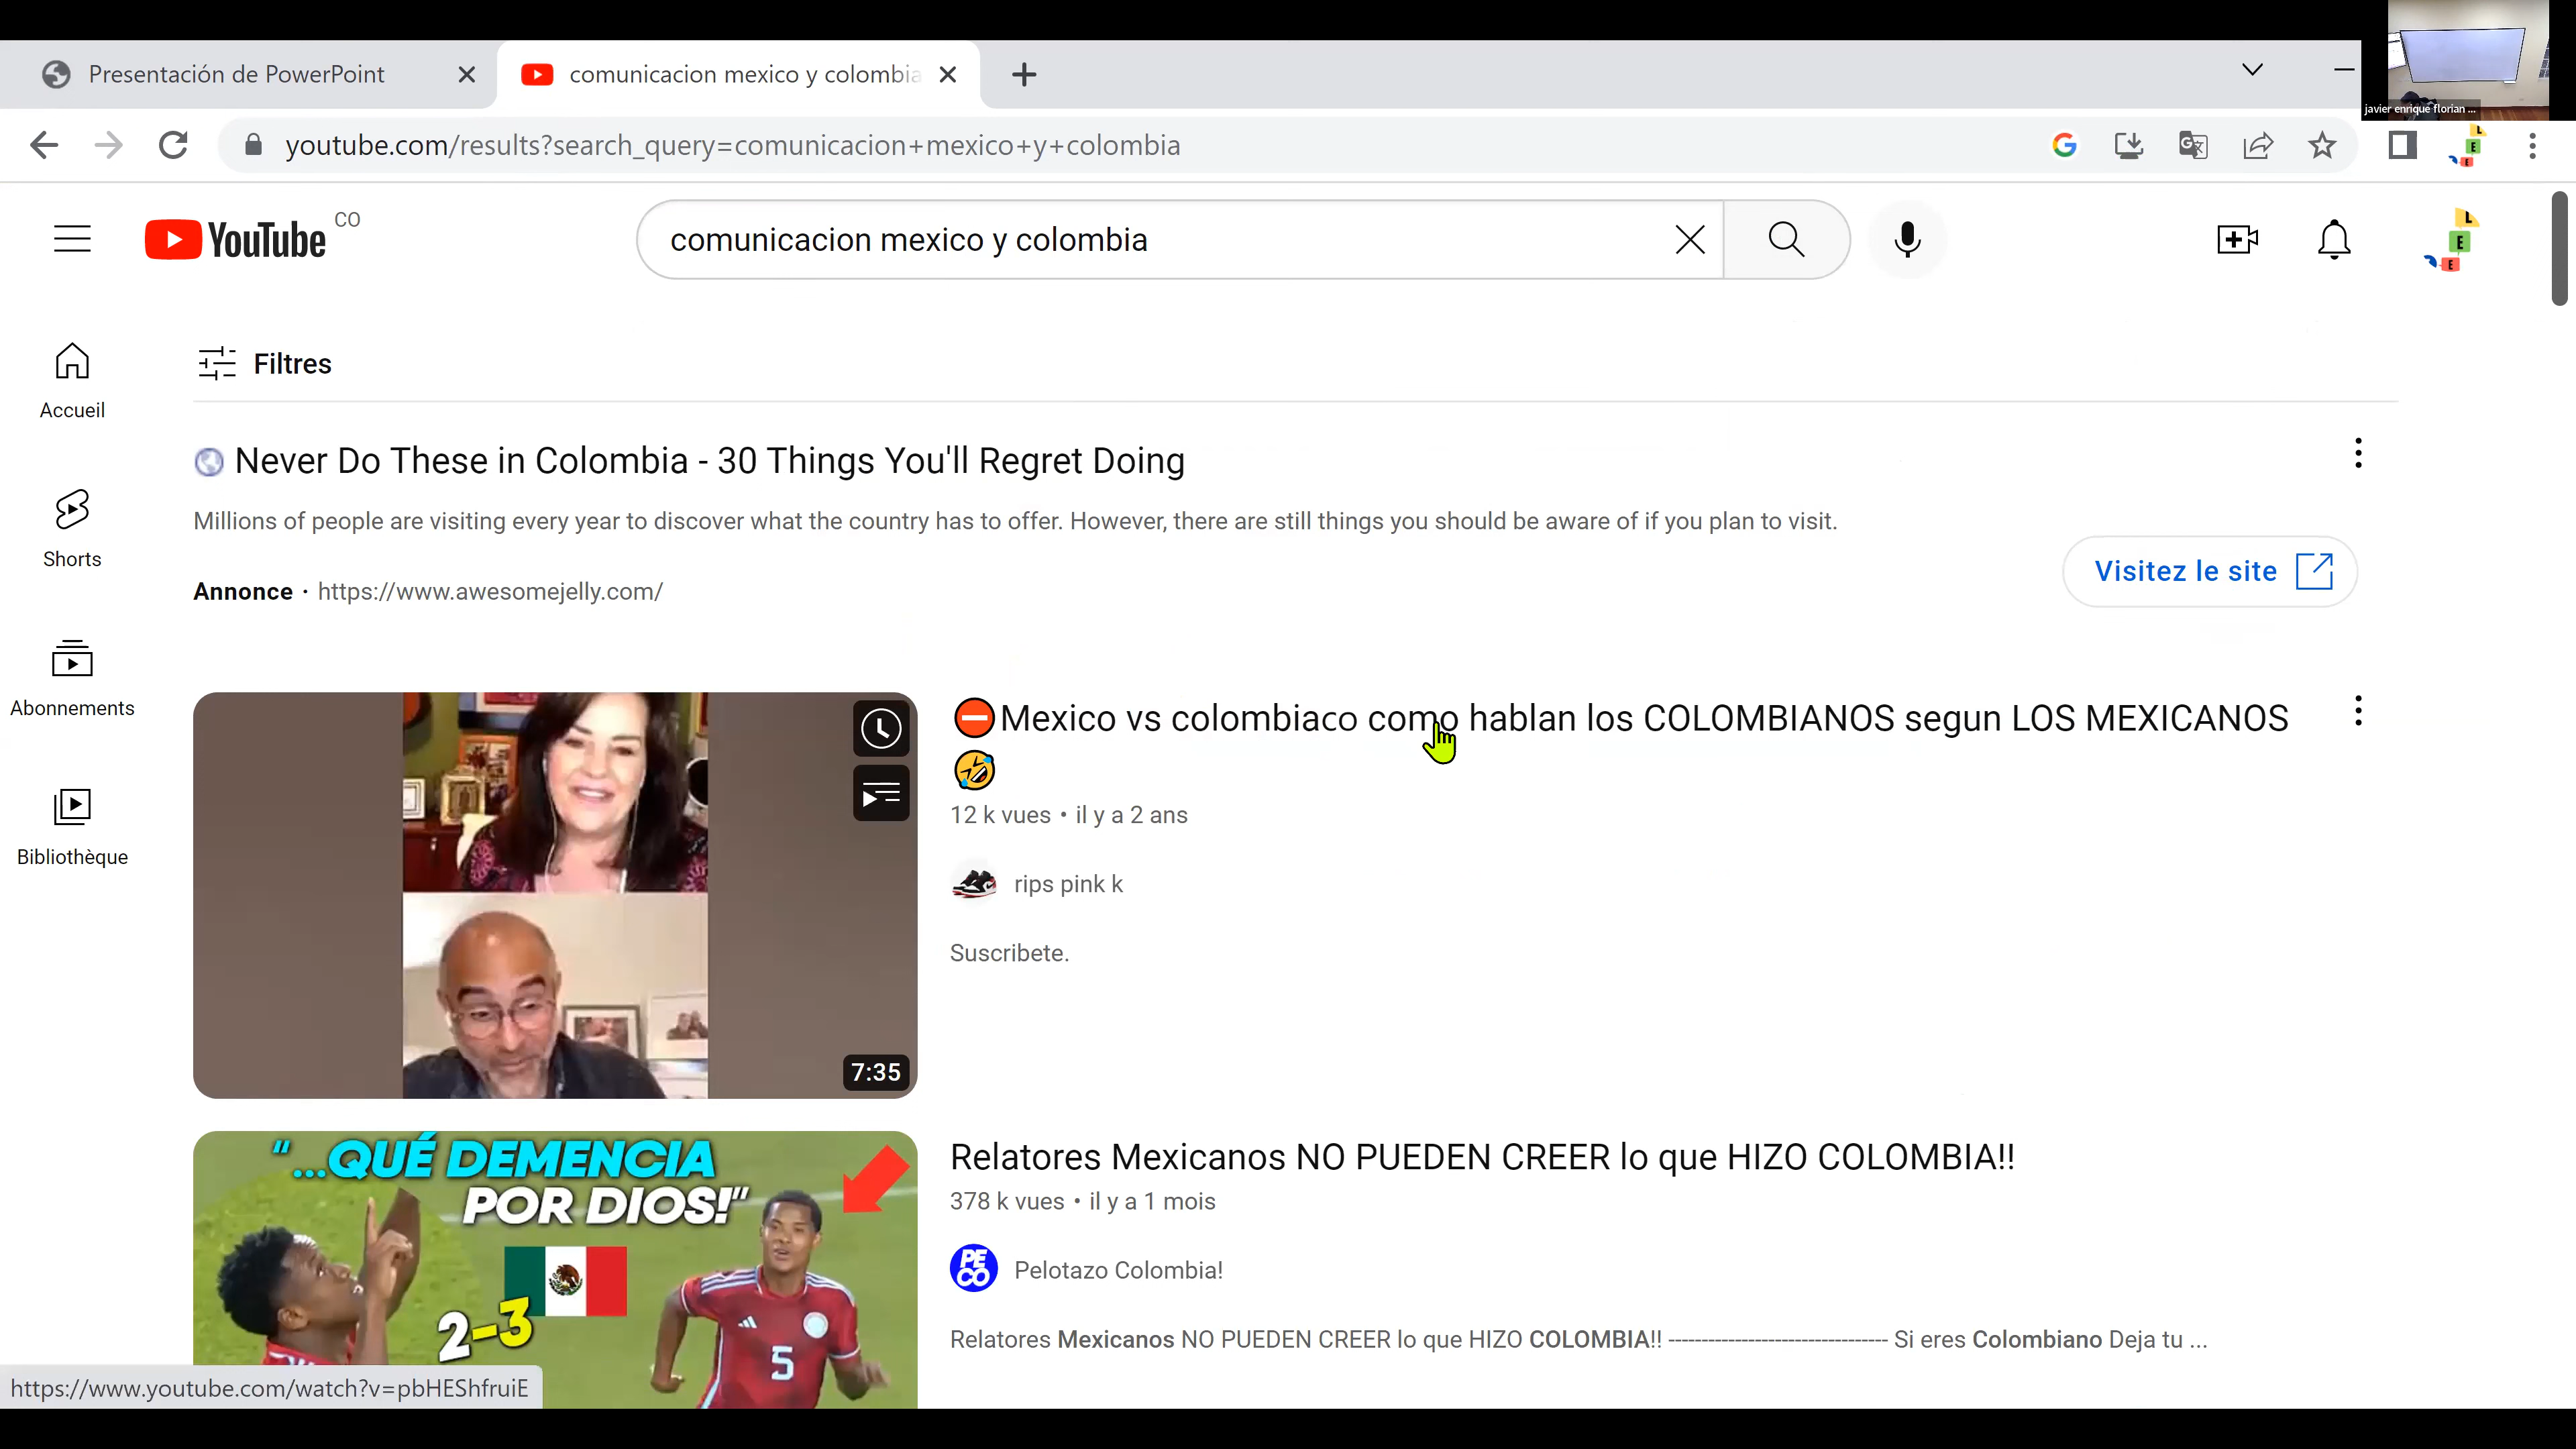 Presentación de PowerPoint
comunicacion mexico y colombia
javier enrique florian ...
youtube.com/results?search_query=comunicacion+mexico+y+colombia
L
E
E
YouTube CO
comunicacion mexico y colombia
L
E
E
Filtres
Accueil
Never Do These in Colombia - 30 Things You'll Regret Doing
Millions of people are visiting every year to discover what the country has to offer. However, there are still things you should be aware of if you plan to visit.
Shorts
Visitez le site
Annonce · https://www.awesomejelly.com/
Abonnements
⛔Mexico vs colombiaco como hablan los COLOMBIANOS segun LOS MEXICANOS
🤣
12 k vues • il y a 2 ans
Bibliothèque
rips pink k
Suscribete.
7:35
"...QUÉ DEMENCIA
POR DIOS!"
2-3
5
Relatores Mexicanos NO PUEDEN CREER lo que HIZO COLOMBIA!!
378 k vues • il y a 1 mois
PE
CO
Pelotazo Colombia!
Relatores Mexicanos NO PUEDEN CREER lo que HIZO COLOMBIA!! --------------------------------- Si eres Colombiano Deja tu ...
https://www.youtube.com/watch?v=pbHEShfruiE